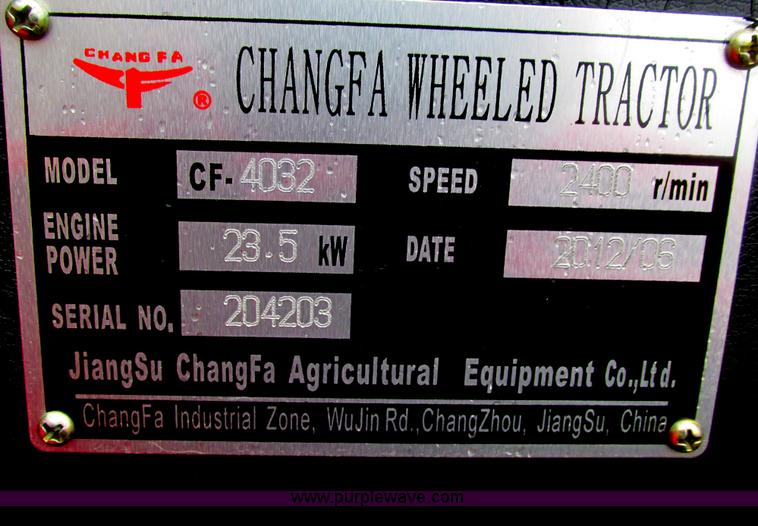 CHANG FA
®
CHANGFA WHEELED TRACTOR
MODEL CF-4032 SPEED 2400 r/min
ENGINE
POWER 23.5 kW DATE 2012/06
SERIAL NO. 204203
JiangSu ChangFa Agricultural Equipment Co.,Ltd.
ChangFa Industrial Zone, WuJin Rd.,ChangZhou, JiangSu, China
www.purplewave.com